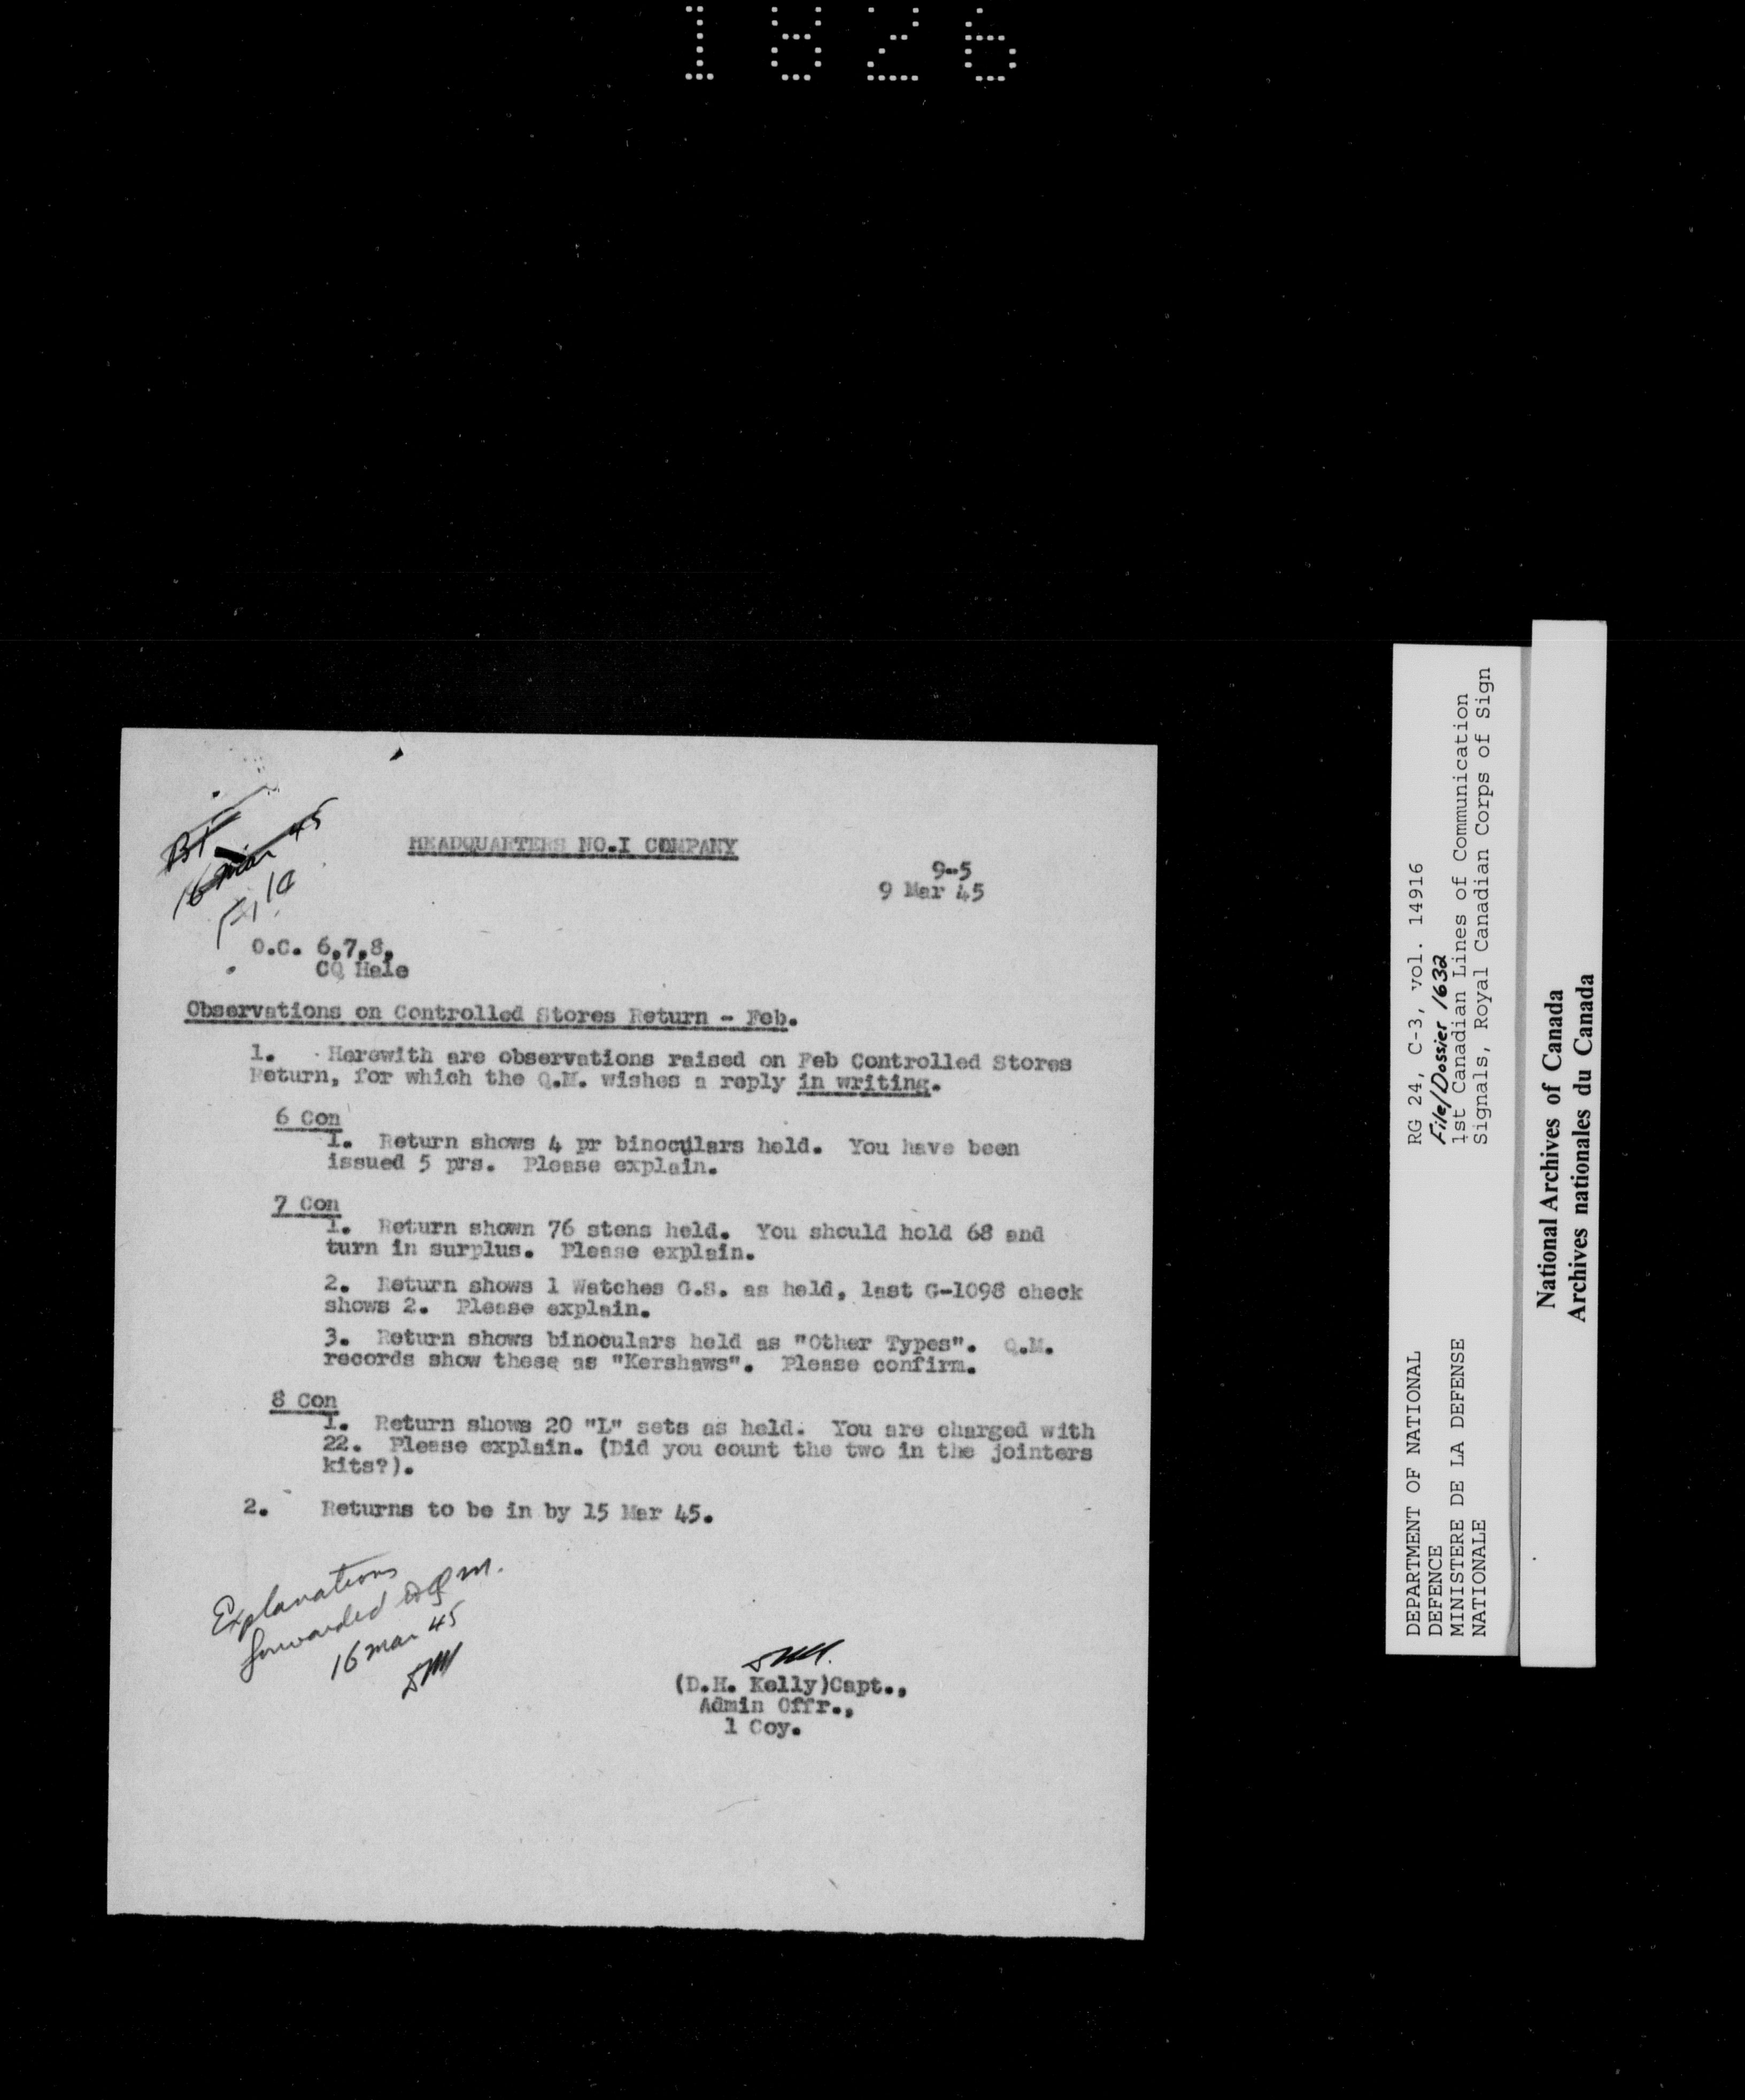 1826
BF
16 Mar 45
HEADQUARTERS NO.I COMPANY
9-5
9 Mar 45
O.C. 6,7,8,
CQ Hale
Observations on Controlled Stores Return - Feb.
1. Herewith are observations raised on Feb Controlled Stores
Return, for which the Q.M. wishes a reply in writing.
6 Con
1. Return shows 4 pr binoculars held. You have been
issued 5 prs. Please explain.
7 Con
1. Return shown 76 stens held. You should hold 68 and
turn in surplus. Please explain.
2. Return shows 1 Watches G.S. as held, last G-1098 check
shows 2. Please explain.
3. Return shows binoculars held as "Other Types". Q.M.
records show these as "Kershaws". Please confirm.
8 Con
1. Return shows 20 "L" sets as held. You are charged with
22. Please explain. (Did you count the two in the jointers
kits?).
2. Returns to be in by 15 Mar 45.
Explanations
forwarded to QM.
16 Mar 45
(D.H. Kelly)Capt.,
Admin Offr.,
1 Coy.
DEPARTMENT OF NATIONAL
DEFENCE
MINISTERE DE LA DEFENSE
NATIONALE
RG 24, C-3, vol. 14916
File/Dossier 1632
1st Canadian Lines of Communication
Signals, Royal Canadian Corps of Sign
National Archives of Canada
Archives nationales du Canada